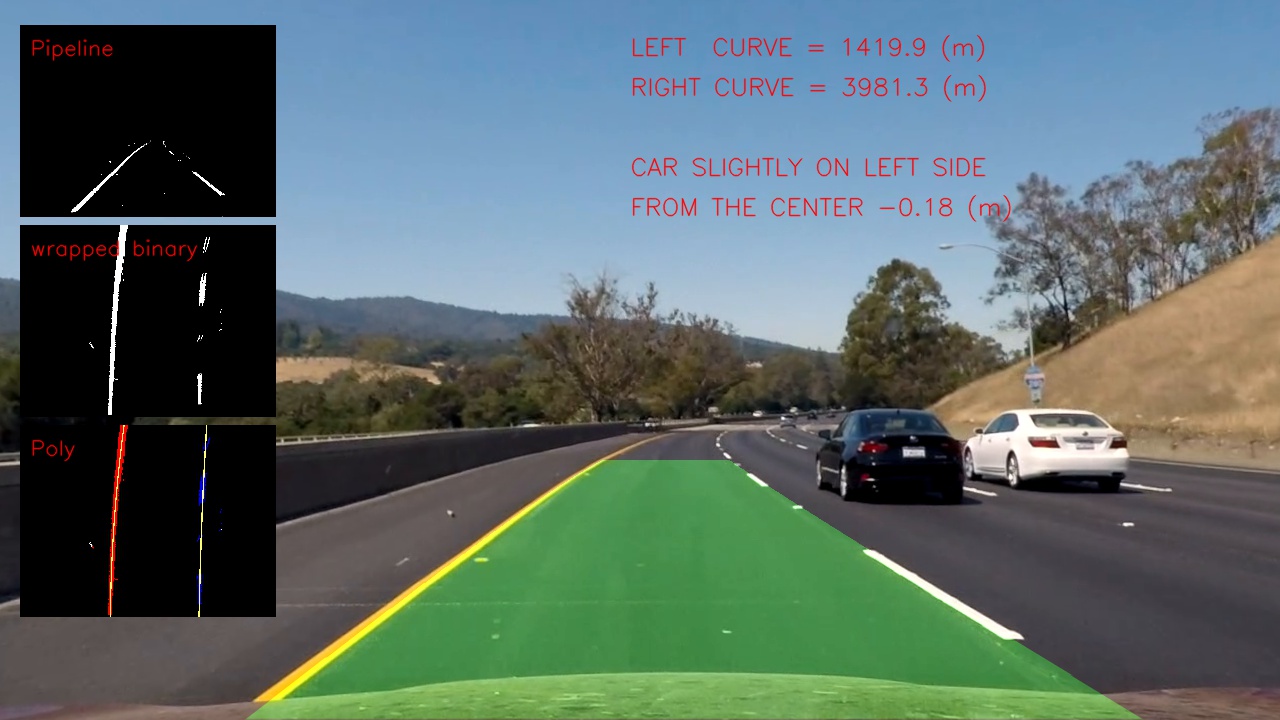 Pipeline
wrapped binary
Poly
LEFT CURVE = 1419.9 (m)
RIGHT CURVE = 3981.3 (m)
CAR SLIGHTLY ON LEFT SIDE
FROM THE CENTER -0.18 (m)